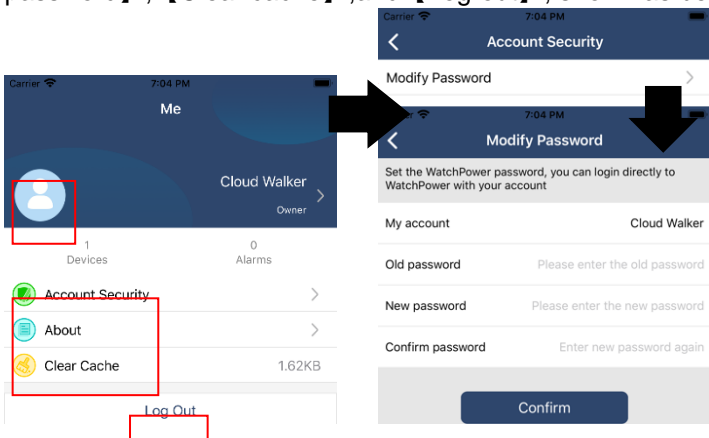 Carrier 7:04 PM
Me
Cloud Walker
Owner
1
Devices
0
Alarms
Account Security
About
Clear Cache 1.62KB
Log Out
Carrier 7:04 PM
Account Security
Modify Password
7:04 PM
Modify Password
Set the WatchPower password, you can login directly to
WatchPower with your account
My account Cloud Walker
Old password Please enter the old password
New password Please enter the new password
Confirm password Enter new password again
Confirm